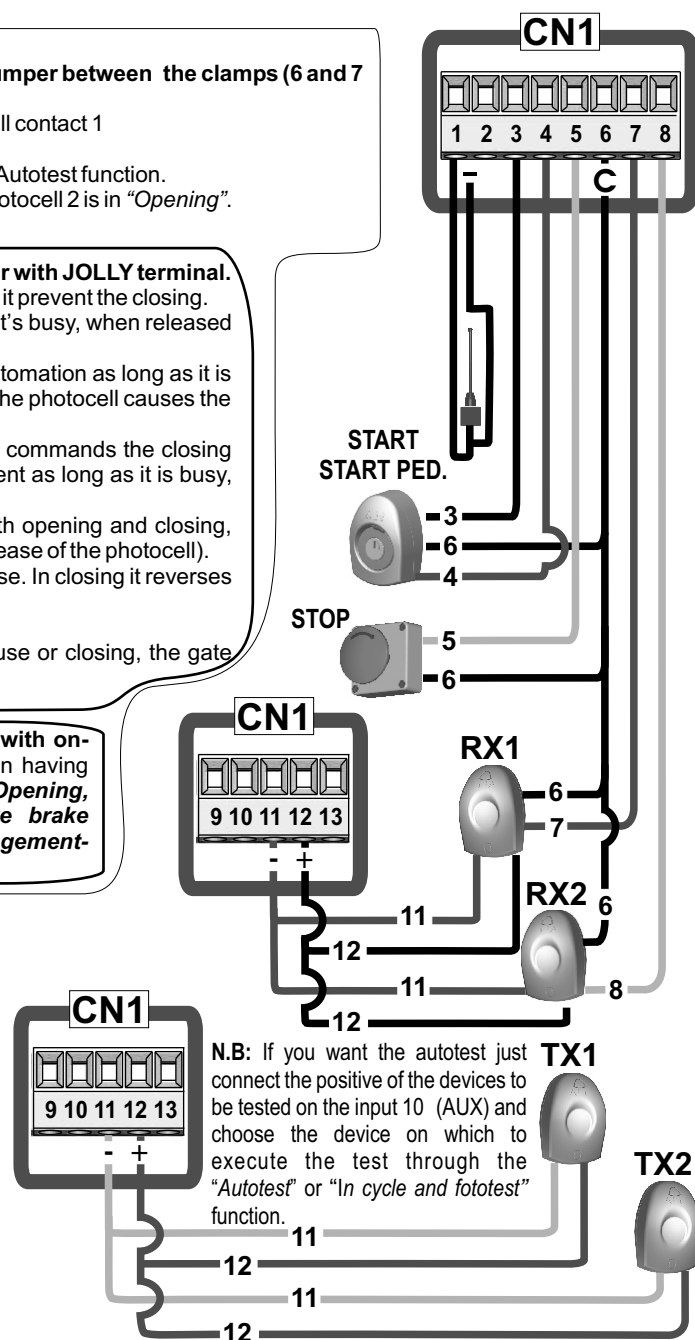 CN1
umper between the clamps (6 and 7
ll contact 1
Autotest function.
otocell 2 is in “Opening”.
1 2 3 4 5 6 7 8
–
C
r with JOLLY terminal.
it prevent the closing.
t's busy, when released
tomation as long as it is
he photocell causes the
commands the closing
ent as long as it is busy,
th opening and closing,
ease of the photocell).
se. In closing it reverses
use or closing, the gate
START
START PED.
3
6
4
STOP
5
6
with on-
n having
Opening,
e brake
gement-
CN1
9 10 11 12 13
- +
RX1
6
7
RX2
6
11
12
11
8
12
CN1
9 10 11 12 13
- +
N.B: If you want the autotest just
connect the positive of the devices to
be tested on the input 10 (AUX) and
choose the device on which to
execute the test through the
“Autotest” or “In cycle and fototest”
function.
TX1
TX2
11
12
11
12